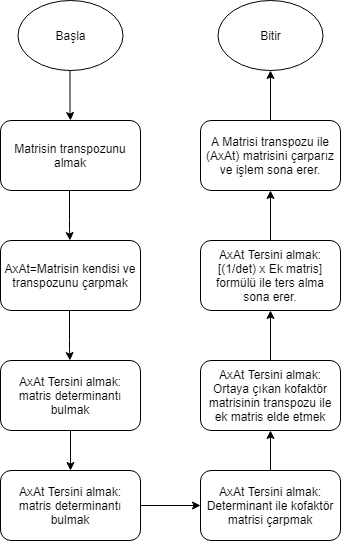 Başla
Matrisin transpozunu
almak
AxAt=Matrisin kendisi ve
transpozunu çarpmak
AxAt Tersini almak:
matris determinantı
bulmak
AxAt Tersini almak:
matris determinantı
bulmak
AxAt Tersini almak:
Determinant ile kofaktör
matrisi çarpmak
AxAt Tersini almak:
Ortaya çıkan kofaktör
matrisinin transpozu ile
ek matris elde etmek
AxAt Tersini almak:
[(1/det) x Ek matris]
formülü ile ters alma
sona erer.
A Matrisi transpozu ile
(AxAt) matrisini çarparız
ve işlem sona erer.
Bitir